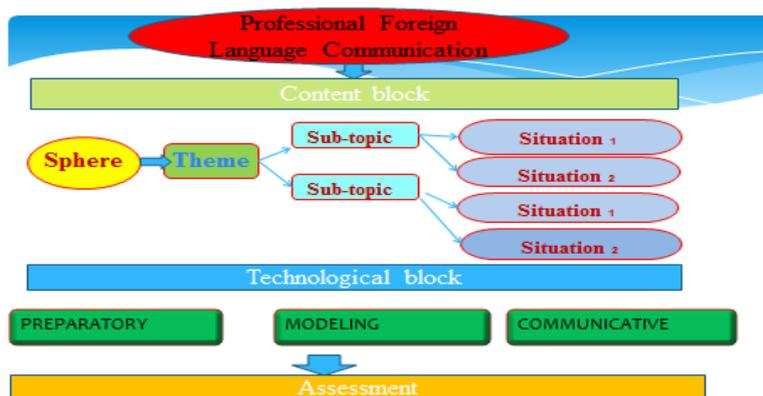 Professional Foreign
Language Communication
Content block
Sphere
Theme
Sub-topic
Situation 1
Situation 2
Sub-topic
Situation 1
Situation 2
Technological block
PREPARATORY
MODELING
COMMUNICATIVE
Assessment